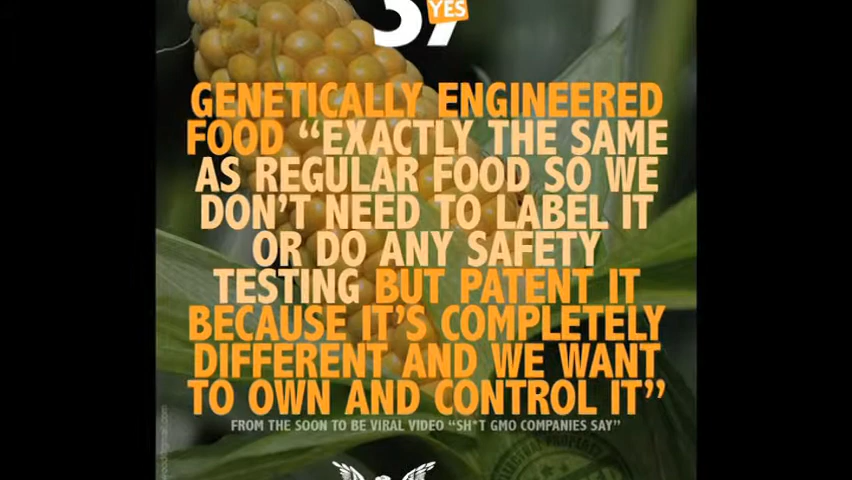 37
YES
GENETICALLY ENGINEERED
FOOD “EXACTLY THE SAME
AS REGULAR FOOD SO WE
DON’T NEED TO LABEL IT
OR DO ANY SAFETY
TESTING BUT PATENT IT
BECAUSE IT’S COMPLETELY
DIFFERENT AND WE WANT
TO OWN AND CONTROL IT”
FROM THE SOON TO BE VIRAL VIDEO “SH*T GMO COMPANIES SAY”